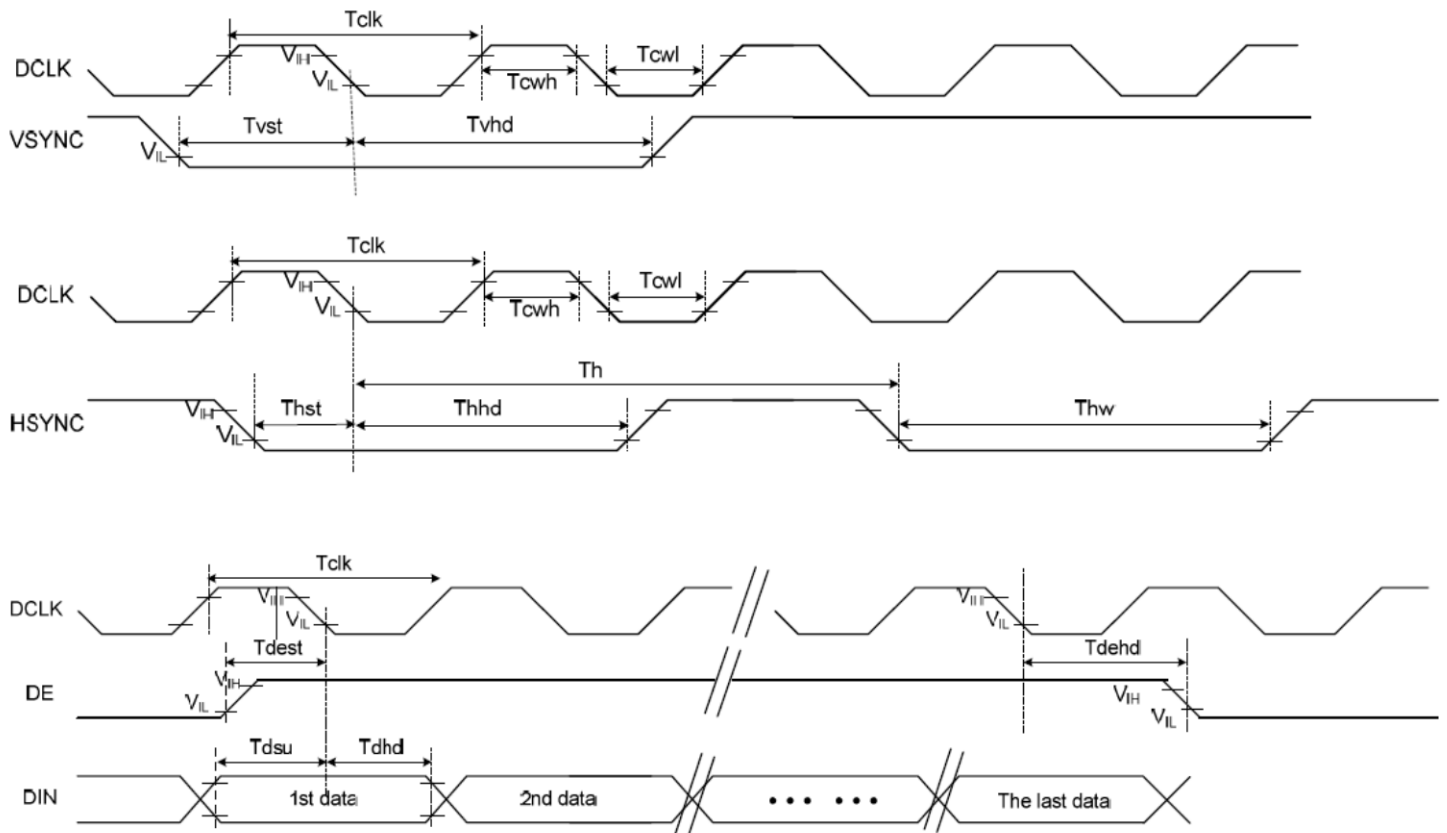 Tclk
DCLK VIH VIL Tcwh Tcwl
VSYNC VIL Tvst Tvhd
Tclk
DCLK VIH VIL Tcwh Tcwl
Th
HSYNC VIH VIL Thst Thhd Thw
Tclk
DCLK VIH VIL VIH VIL
Tdest Tdehd
DE VIH VIL VIH VIL
Tdsu Tdhd
DIN 1st data 2nd data ••• ••• The last data